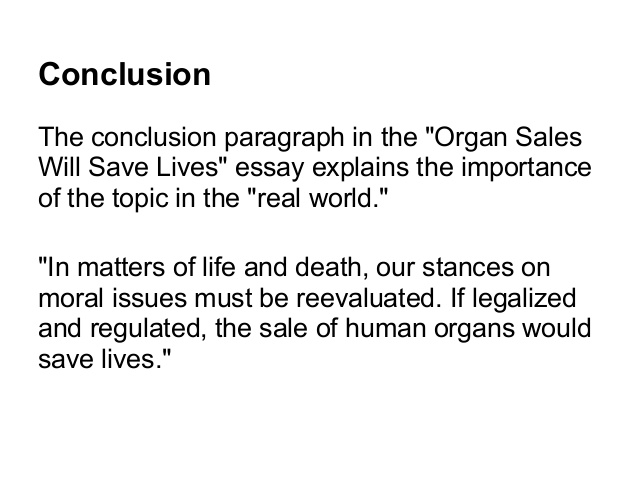 Conclusion
The conclusion paragraph in the "Organ Sales
Will Save Lives" essay explains the importance
of the topic in the "real world."
"In matters of life and death, our stances on
moral issues must be reevaluated. If legalized
and regulated, the sale of human organs would
save lives."